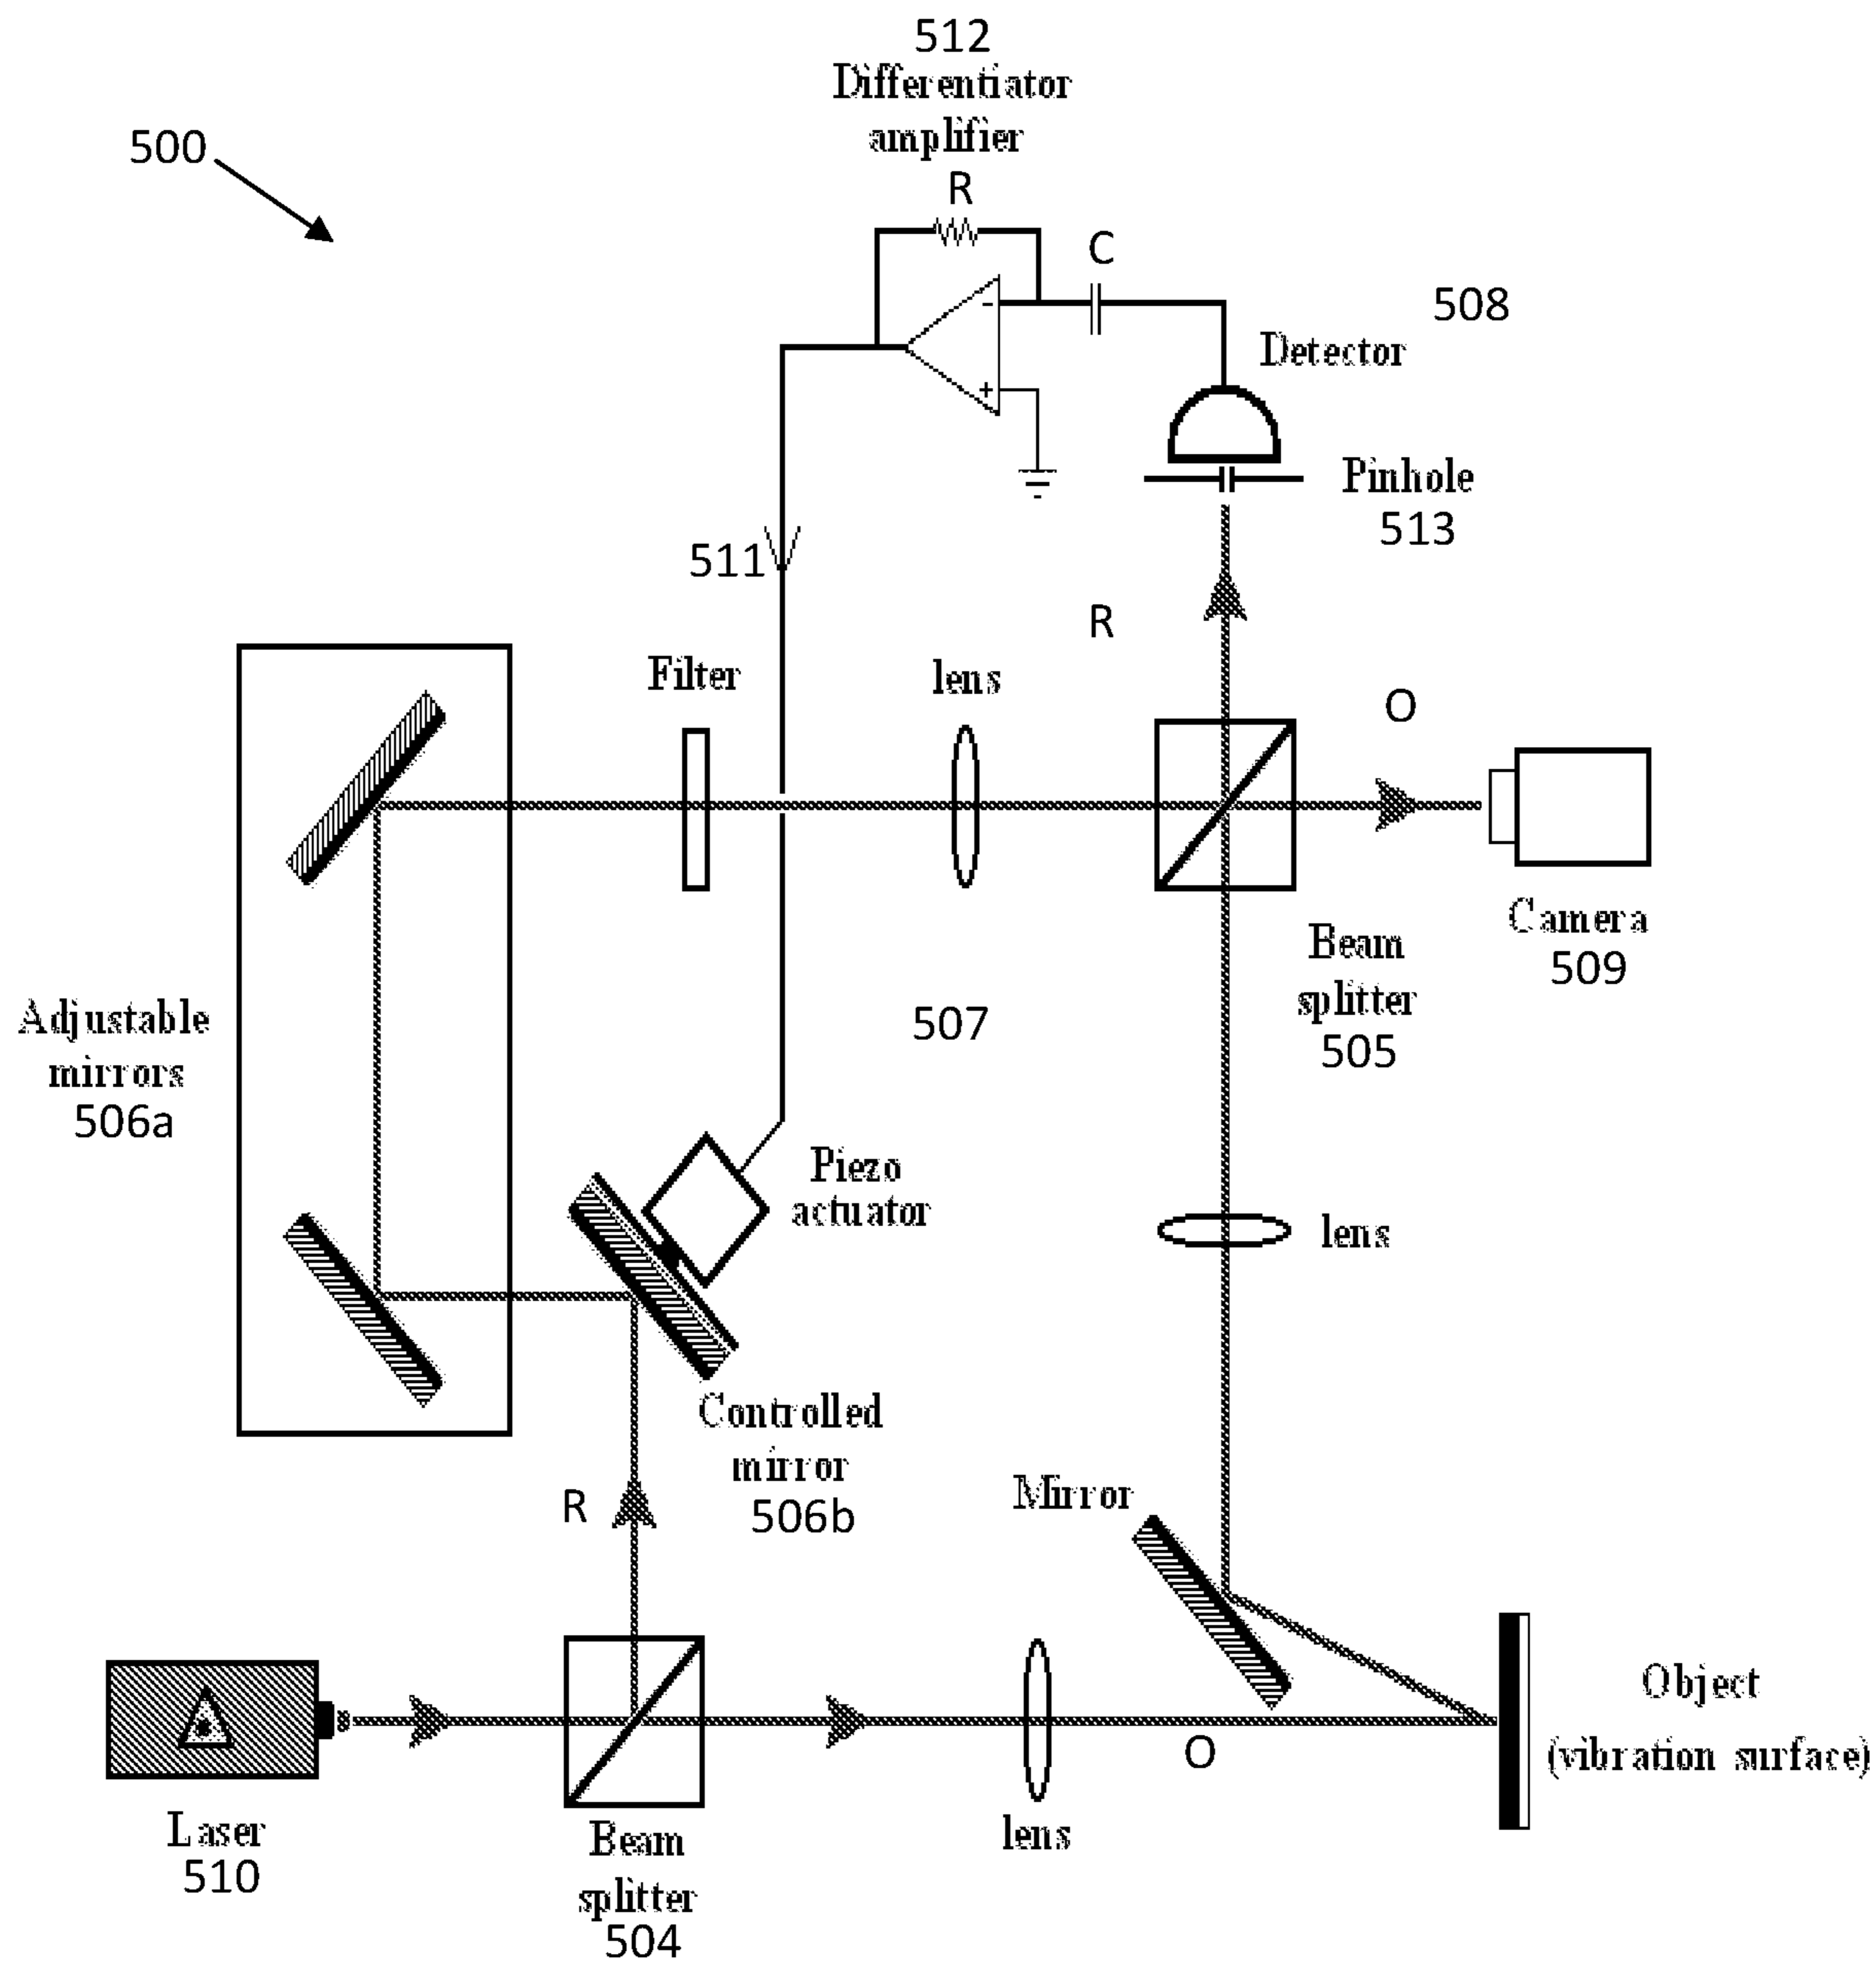 512
Differentiator
amplifier
500
R
C
508
Detector
-
+
Pinhole
513
511
R
Filter
lens
O
Camera
509
Beam
splitter
505
507
Adjustable
mirrors
506a
Piezo
actuator
lens
Controlled
mirror
506b
R
Mirror
Object
(vibration surface)
O
Laser
510
Beam
splitter
504
lens